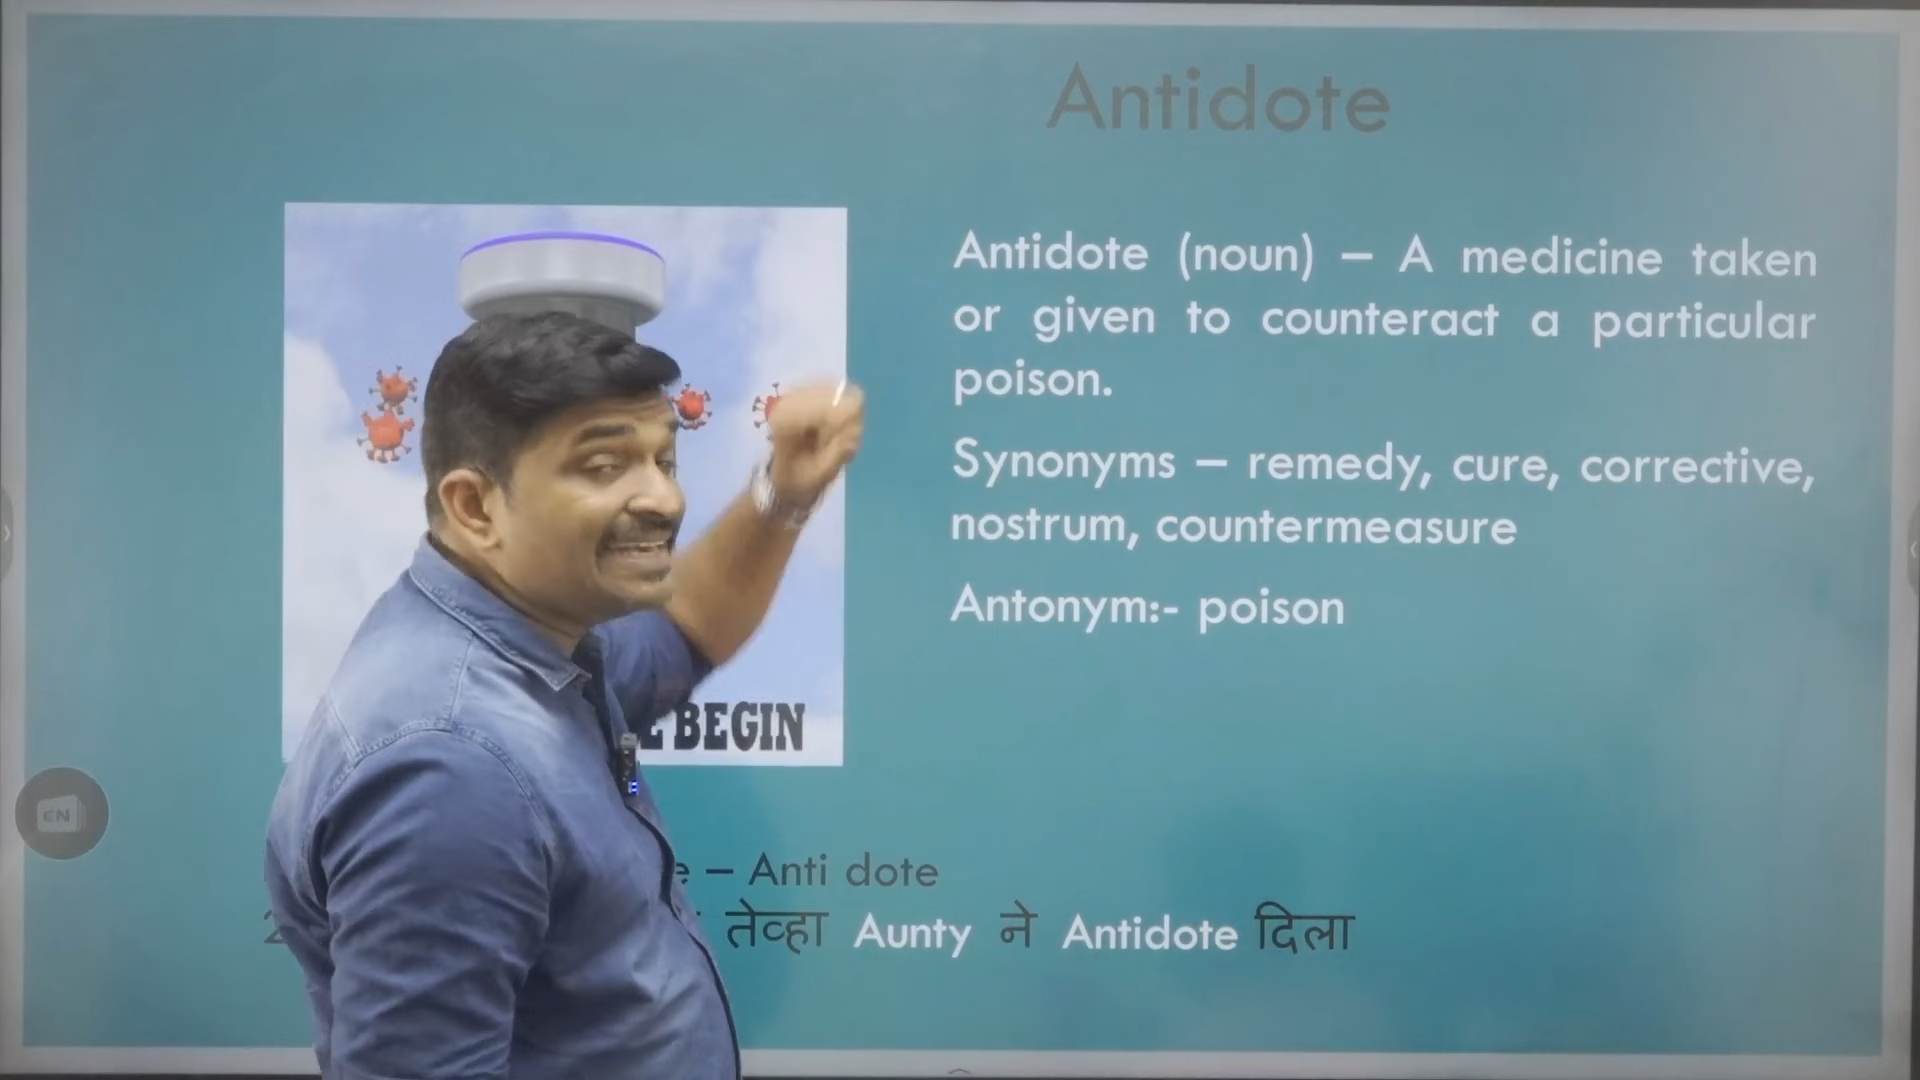 Antidote
Antidote (noun) – A medicine taken
or given to counteract a particular
poison.
Synonyms – remedy, cure, corrective,
nostrum, countermeasure
Antonym:- poison
BEGIN
EN
– Anti dote
तेव्हा Aunty ने Antidote दिला